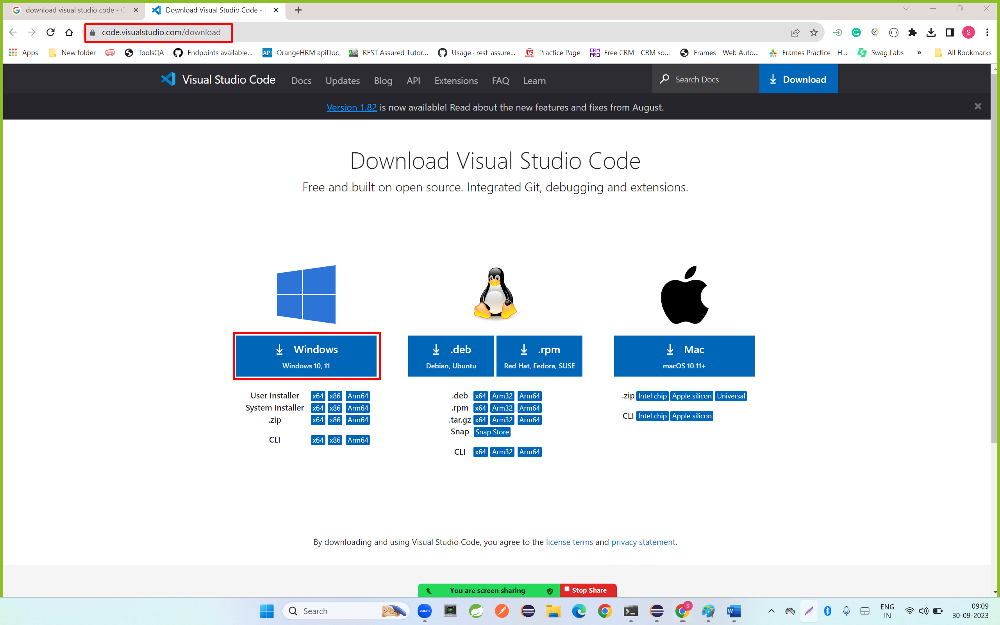 download visual studio code - G
Download Visual Studio Code -
code.visualstudio.com/download
S
Apps
New folder
ToolsQA
Endpoints available...
API
OrangeHRM apiDoc
REST Assured Tutor...
Usage · rest-assure...
Practice Page
CRM PRO
Free CRM - CRM so...
Frames - Web Auto...
Frames Practice - H...
Swag Labs
»
All Bookmarks
Visual Studio Code
Docs
Updates
Blog
API
Extensions
FAQ
Learn
Search Docs
Download
Version 1.82 is now available! Read about the new features and fixes from August.
Download Visual Studio Code
Free and built on open source. Integrated Git, debugging and extensions.
Windows
Windows 10, 11
User Installer x64 x86 Arm64
System Installer x64 x86 Arm64
.zip x64 x86 Arm64
CLI x64 x86 Arm64
.deb
Debian, Ubuntu
.rpm
Red Hat, Fedora, SUSE
.deb x64 Arm32 Arm64
.rpm x64 Arm32 Arm64
.tar.gz x64 Arm32 Arm64
Snap Snap Store
CLI x64 Arm32 Arm64
Mac
macOS 10.11+
.zip Intel chip Apple silicon Universal
CLI Intel chip Apple silicon
By downloading and using Visual Studio Code, you agree to the license terms and privacy statement.
You are screen sharing
Stop Share
Search
zoom
S
ENG
IN
09:09
30-09-2023